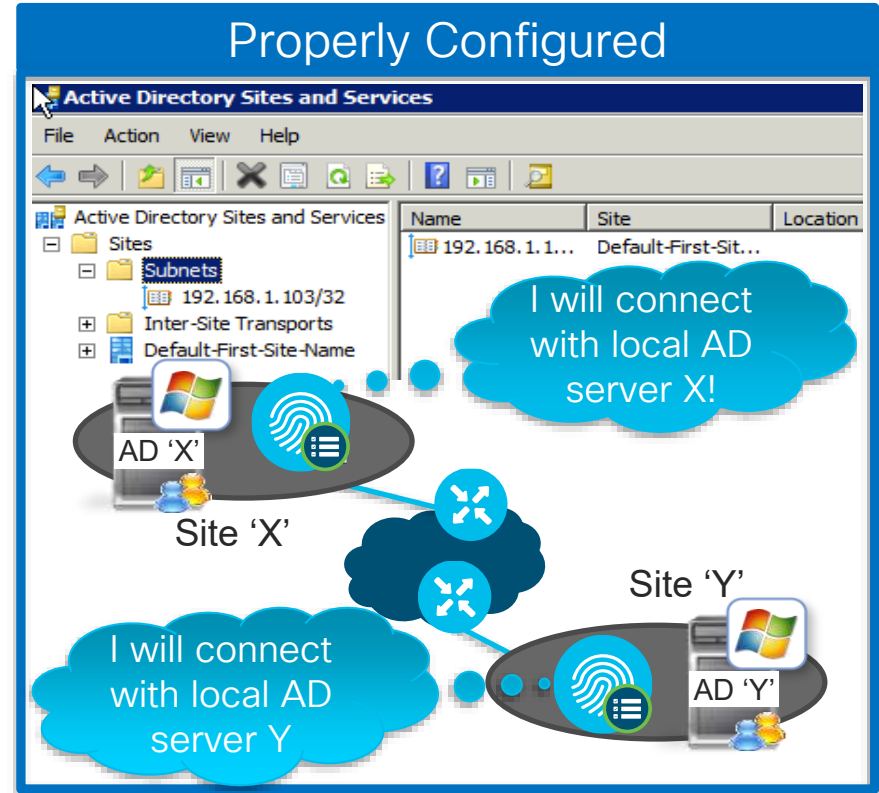 Properly Configured
Active Directory Sites and Services
File Action View Help
Active Directory Sites and Services
Sites
Subnets
192.168.1.103/32
Inter-Site Transports
Default-First-Site-Name
Name Site Location
192.168.1.1... Default-First-Sit...
I will connect
with local AD
server X!
AD ‘X’
Site ‘X’
Site ‘Y’
I will connect
with local AD
server Y
AD ‘Y’